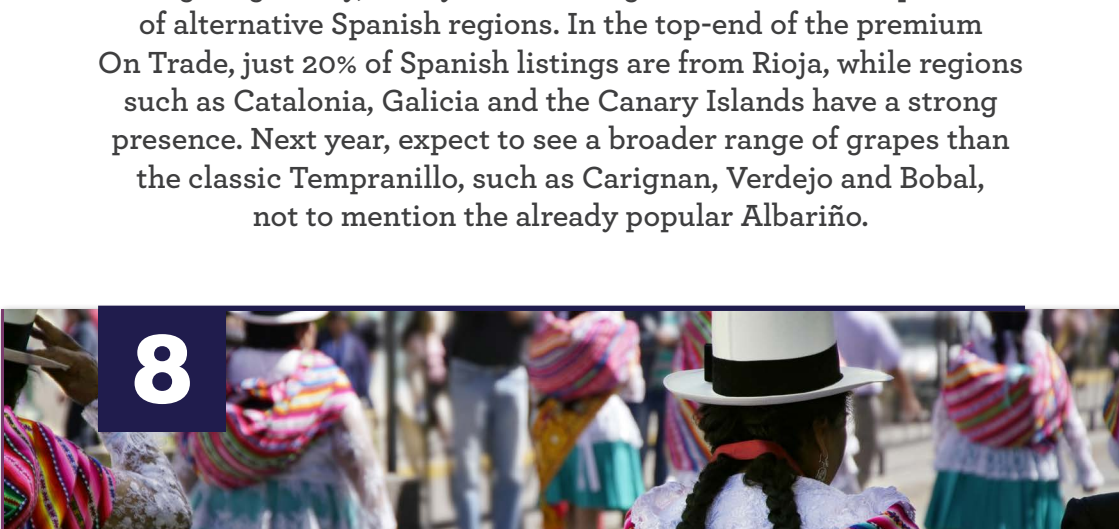 of alternative Spanish regions. In the top-end of the premium
On Trade, just 20% of Spanish listings are from Rioja, while regions
such as Catalonia, Galicia and the Canary Islands have a strong
presence. Next year, expect to see a broader range of grapes than
the classic Tempranillo, such as Carignan, Verdejo and Bobal,
not to mention the already popular Albariño.
8